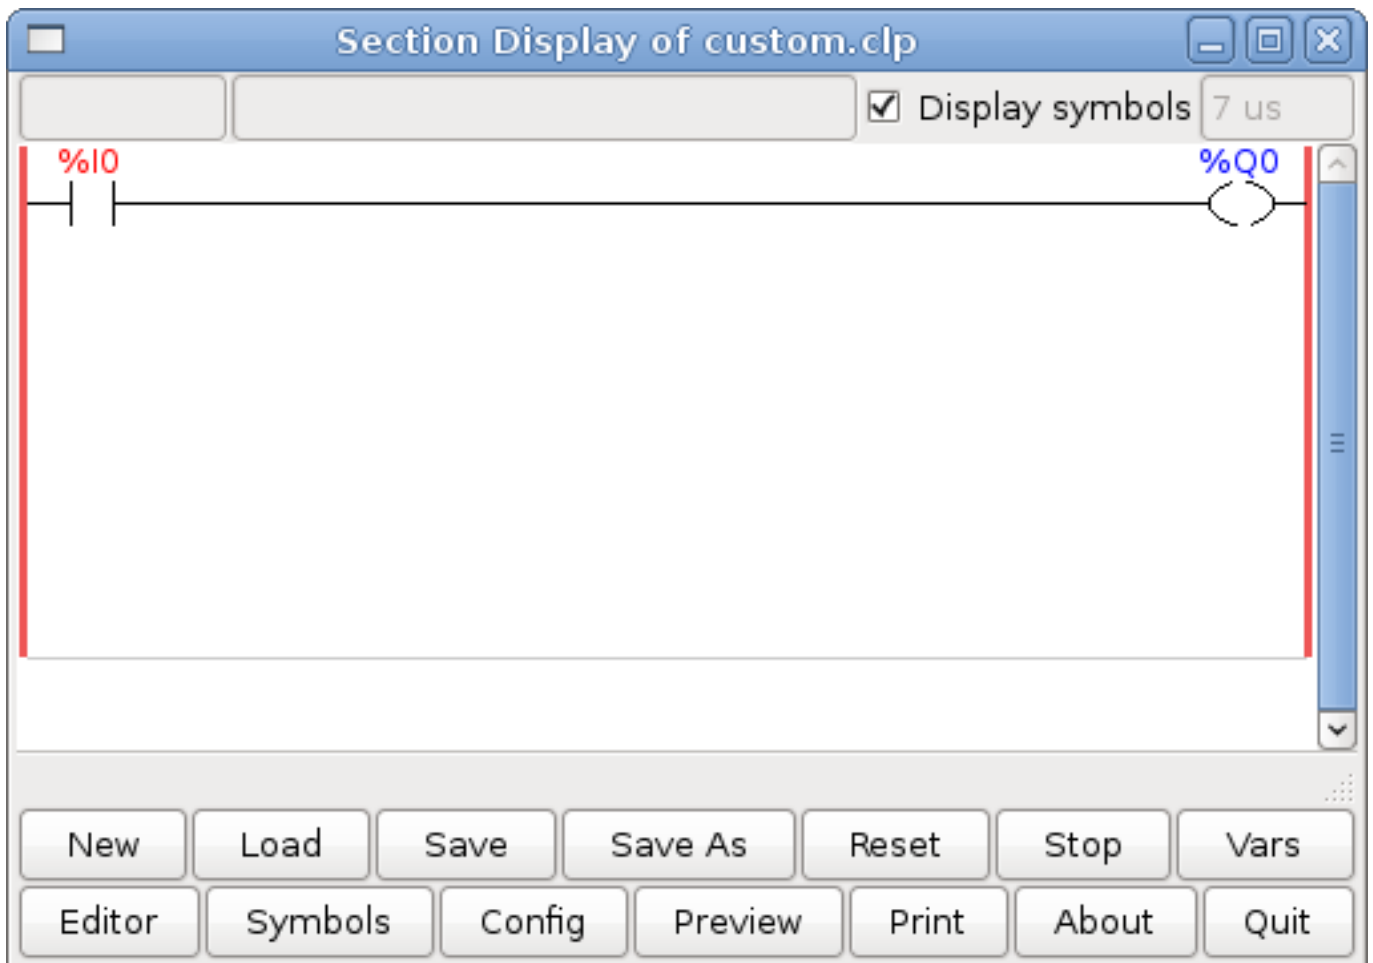 Section Display of custom.clp
Display symbols 7 us
%I0 %Q0
New Load Save Save As Reset Stop Vars
Editor Symbols Config Preview Print About Quit